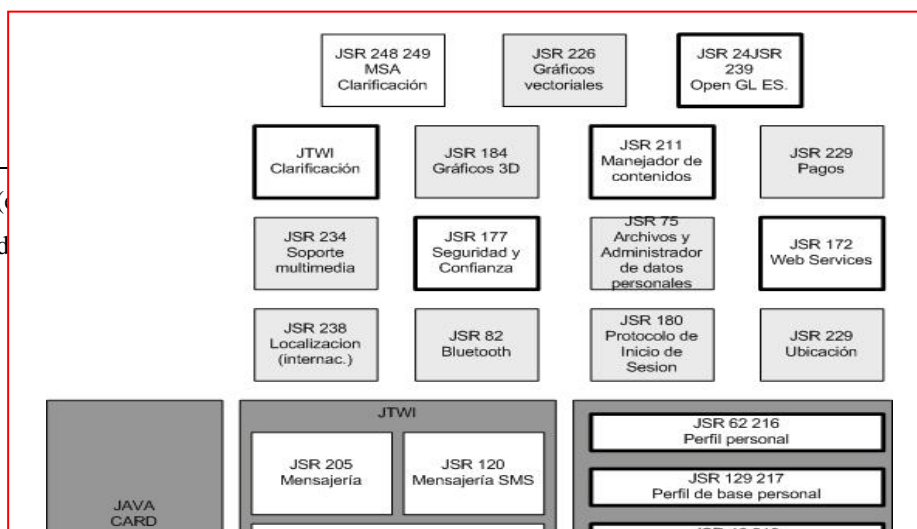 JSR 248 249
MSA
Clarificación
JSR 226
Gráficos
vectoriales
JSR 24JSR
239
Open GL ES.
JTWI
Clarificación
JSR 184
Gráficos 3D
JSR 211
Manejador de
contenidos
JSR 229
Pagos
JSR 234
Soporte
multimedia
JSR 177
Seguridad y
Confianza
JSR 75
Archivos y
Administrador
de datos
personales
JSR 172
Web Services
JSR 238
Localizacion
(internac.)
JSR 82
Bluetooth
JSR 180
Protocolo de
Inicio de
Sesion
JSR 229
Ubicación
JAVA
CARD
JTWI
JSR 205
Mensajería
JSR 120
Mensajería SMS
JSR 62 216
Perfil personal
JSR 129 217
Perfil de base personal